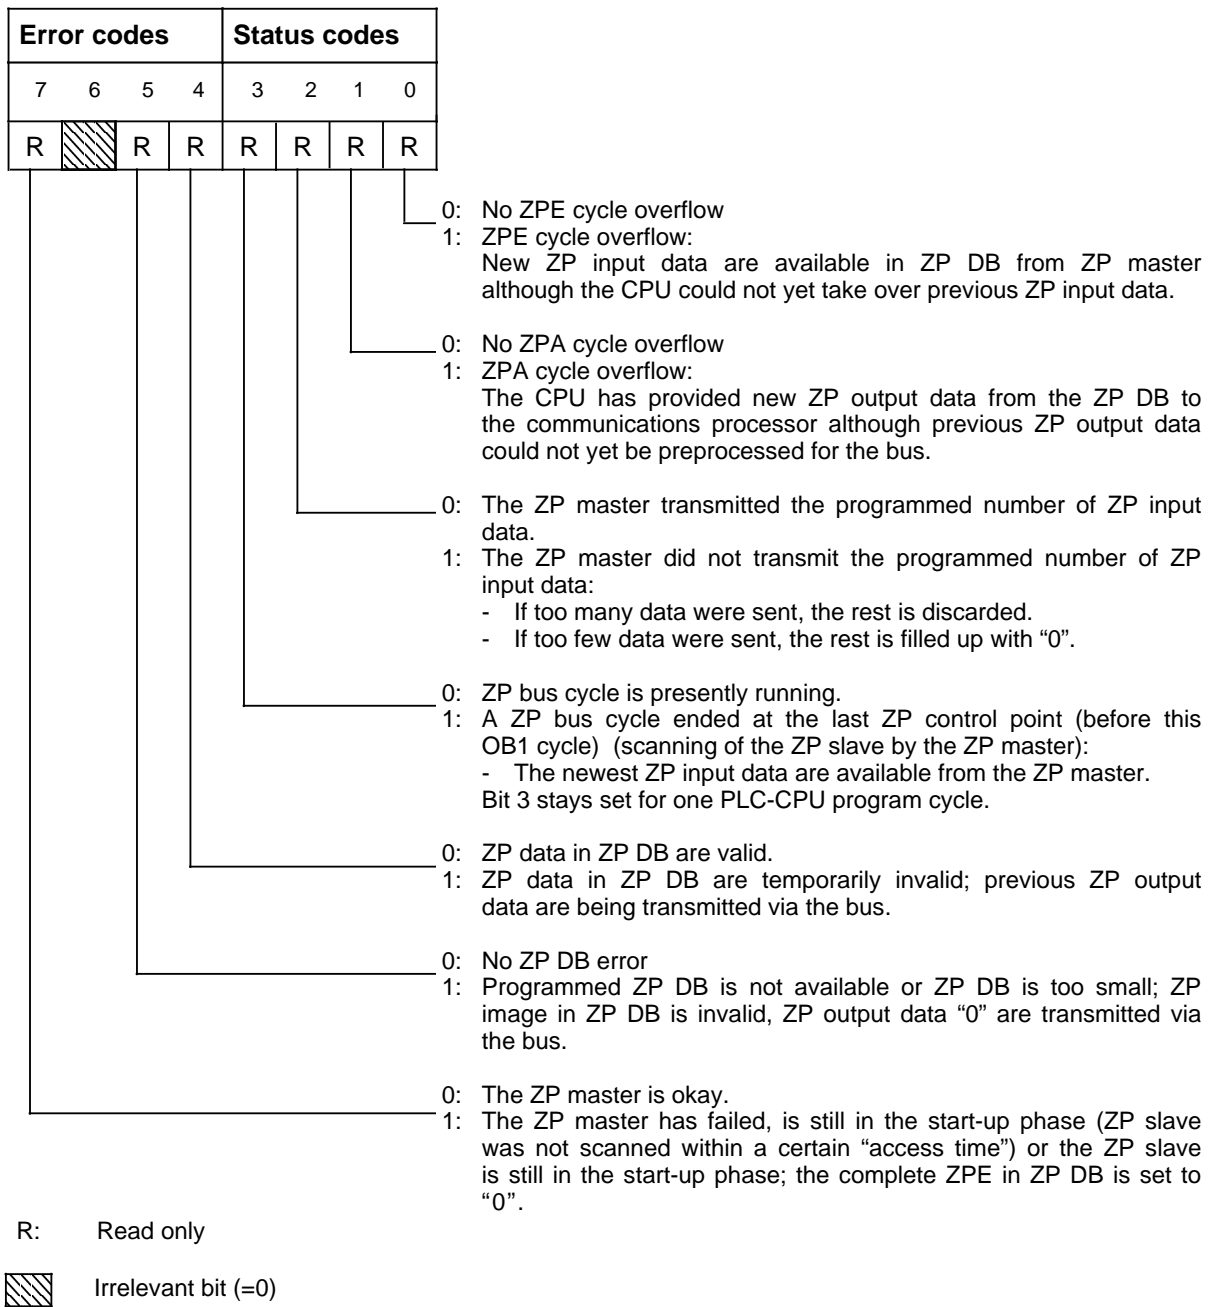 Error codes Status codes
7 6 5 4 3 2 1 0
R R R R R R R
0: No ZPE cycle overflow
1: ZPE cycle overflow:
New ZP input data are available in ZP DB from ZP master
although the CPU could not yet take over previous ZP input data.
0: No ZPA cycle overflow
1: ZPA cycle overflow:
The CPU has provided new ZP output data from the ZP DB to
the communications processor although previous ZP output data
could not yet be preprocessed for the bus.
0: The ZP master transmitted the programmed number of ZP input
data.
1: The ZP master did not transmit the programmed number of ZP
input data:
- If too many data were sent, the rest is discarded.
- If too few data were sent, the rest is filled up with “0”.
0: ZP bus cycle is presently running.
1: A ZP bus cycle ended at the last ZP control point (before this
OB1 cycle) (scanning of the ZP slave by the ZP master):
- The newest ZP input data are available from the ZP master.
Bit 3 stays set for one PLC-CPU program cycle.
0: ZP data in ZP DB are valid.
1: ZP data in ZP DB are temporarily invalid; previous ZP output
data are being transmitted via the bus.
0: No ZP DB error
1: Programmed ZP DB is not available or ZP DB is too small; ZP
image in ZP DB is invalid, ZP output data “0” are transmitted via
the bus.
0: The ZP master is okay.
1: The ZP master has failed, is still in the start-up phase (ZP slave
was not scanned within a certain “access time”) or the ZP slave
is still in the start-up phase; the complete ZPE in ZP DB is set to
“0”.
R: Read only
Irrelevant bit (=0)